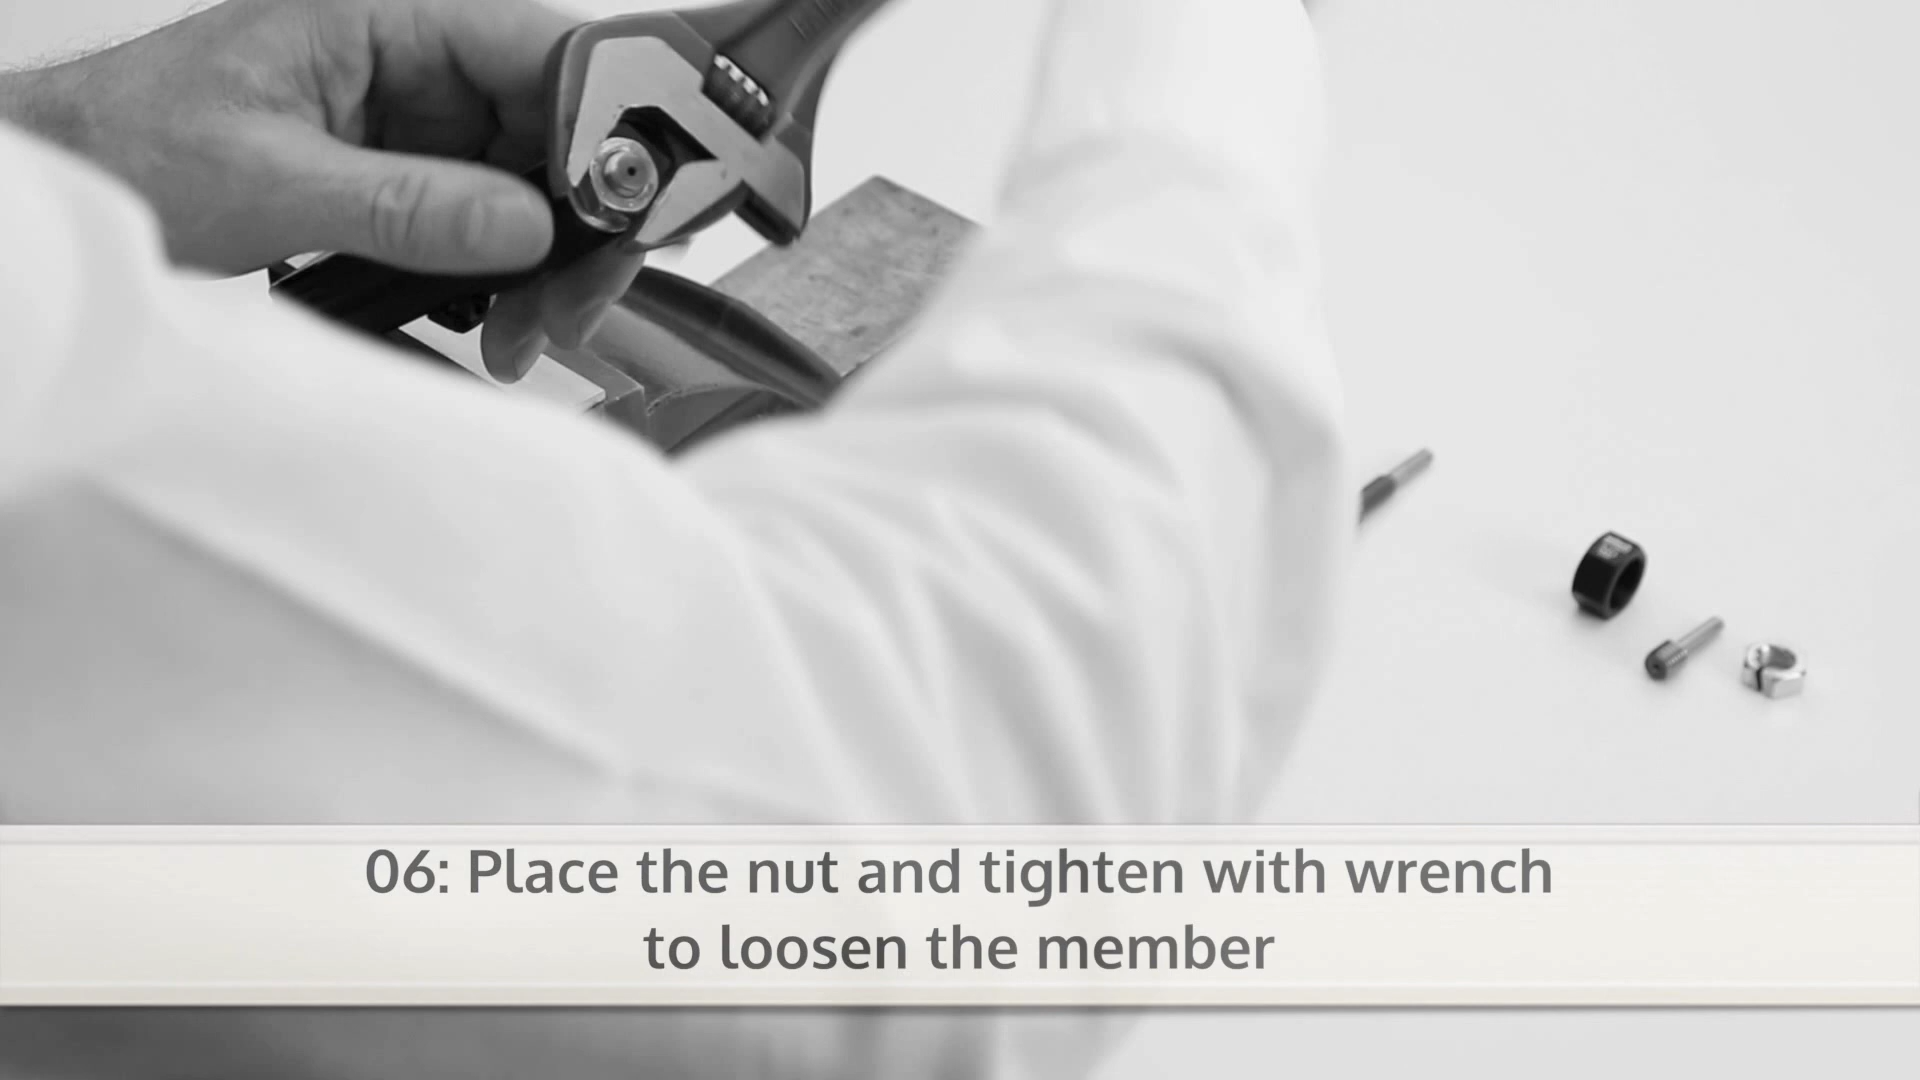 06: Place the nut and tighten with wrench
to loosen the member